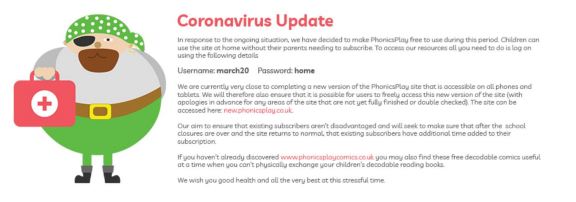 Coronavirus Update
In response to the ongoing situation, we have decided to make PhonicsPlay free to use during this period. Children can
use the site at home without their parents needing to subscribe. To access our resources all you need to do is log on
using the following details
Username: march20 Password: home
We are currently very close to completing a new version of the PhonicsPlay site that is accessible on all phones and
tablets. We will therefore also ensure that it is possible for users to freely access this new version of the site (with
apologies in advance for any areas of the site that are not yet fully finished or double checked). The site can be
accessed here: new.phonicsplay.co.uk.
Our aim to ensure that existing subscribers aren't disadvantaged and will seek to make sure that after the school
closures are over and the site returns to normal, that existing subscribers have additional time added to their
subscription.
If you haven't already discovered www.phonicsplaycomics.co.uk you may also find these free decodable comics useful
at a time when you can't physically exchange your children's decodable reading books.
We wish you good health and all the very best at this stressful time.